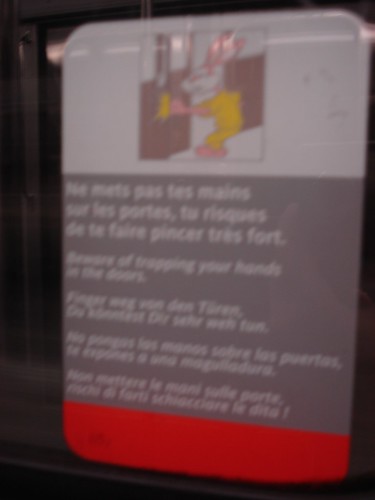 Ne mets pas tes mains
sur les portes, tu risques
de te faire pincer très fort.
Beware of trapping your hands
in the doors.
Finger weg von den Türen,
Du könntest Dir sehr weh tun.
No pongas las manos sobre las puertas,
te expones a una magulladura.
Non mettere le mani sulle porte,
rischi di farti schiacciare le dita !